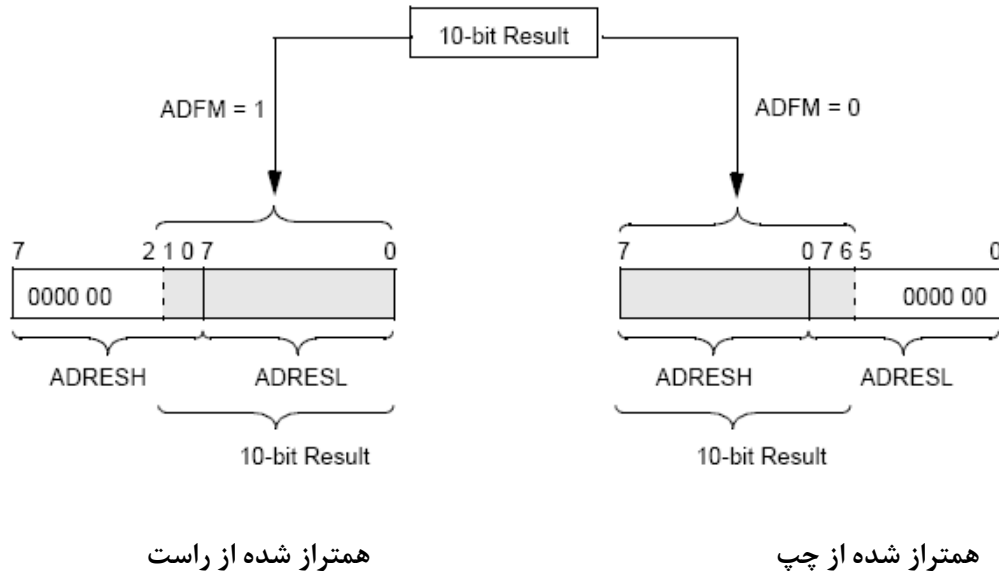 10-bit Result
ADFM = 1
ADFM = 0
7 2 1 0 7 0
7 0 7 6 5 0
0000 00
0000 00
ADRESH ADRESL
ADRESH ADRESL
10-bit Result
10-bit Result
همتراز شده از راست
همتراز شده از چپ